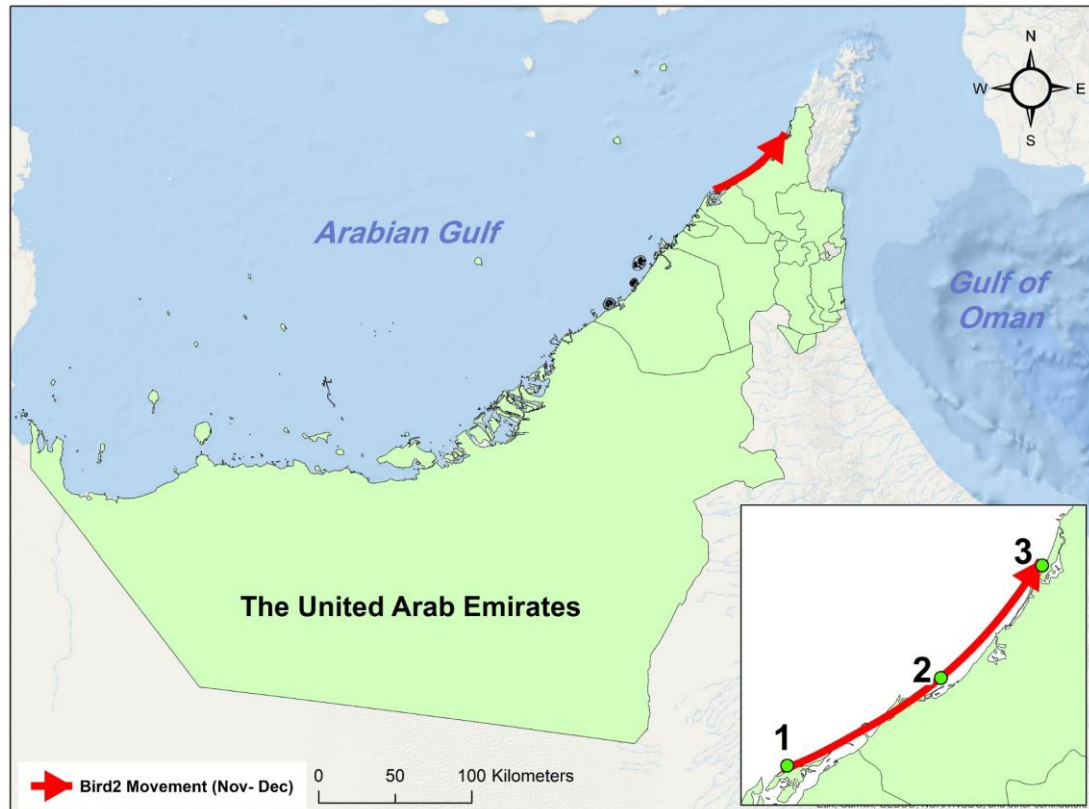 N
W E
S
Arabian Gulf
Gulf of
Oman
The United Arab Emirates
3
2
1
Bird2 Movement (Nov- Dec)
0 50 100 Kilometers